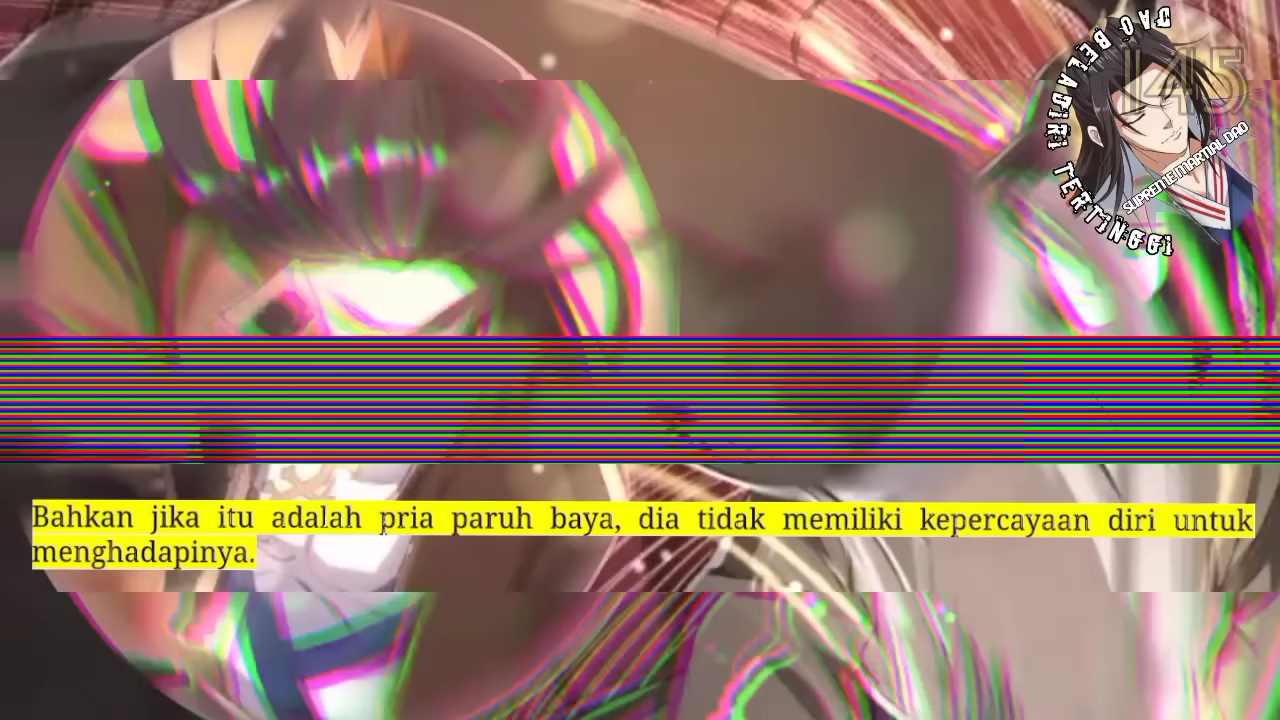 DAO BELADIRI TERTINGGI
145
SUPREME MARTIAL DAO
Bahkan jika itu adalah pria paruh baya, dia tidak memiliki kepercayaan diri untuk
menghadapinya.